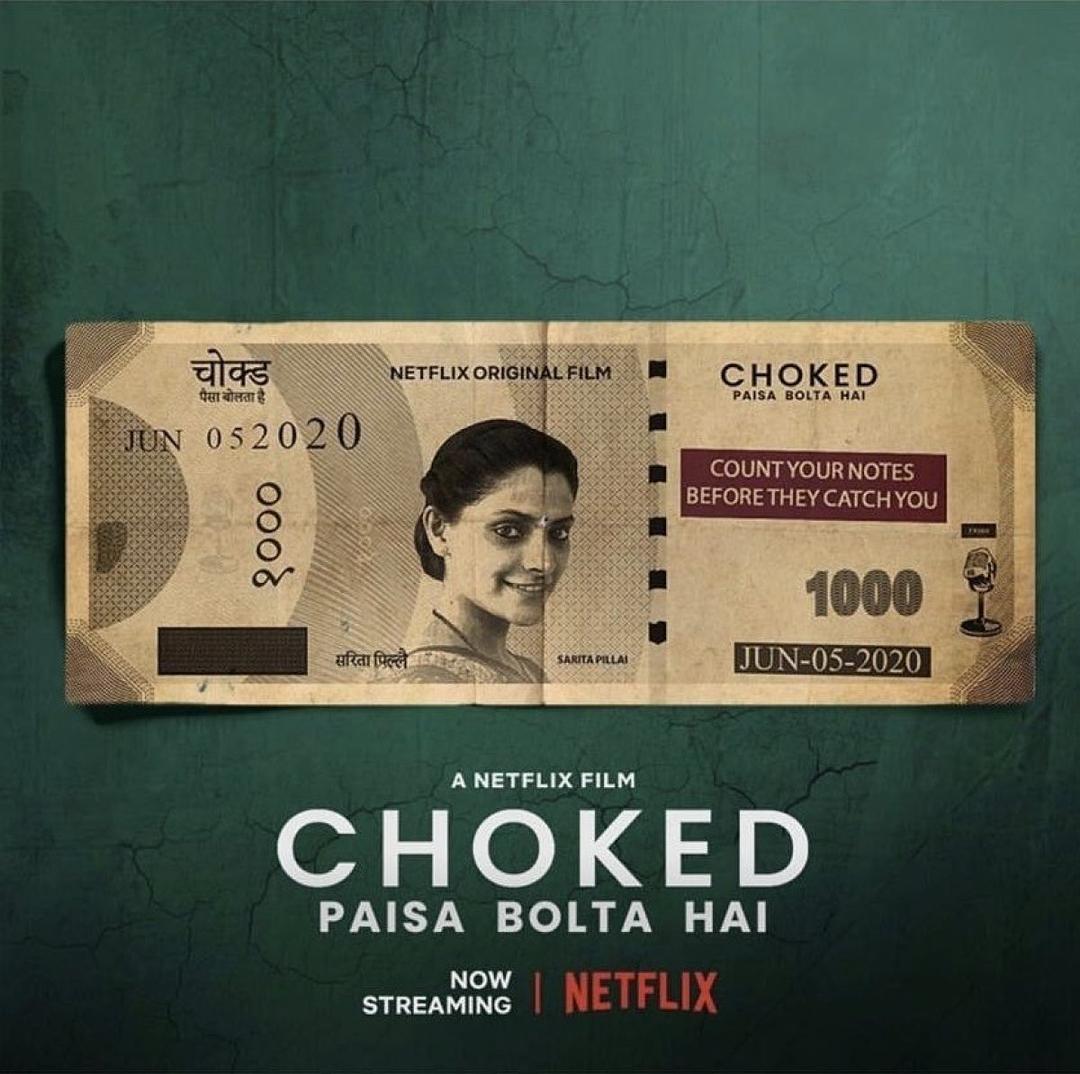 चोक्ड
पैसा बोलता है
JUN 052020
२०००
सरिता पिल्लै
NETFLIX ORIGINAL FILM
SARITA PILLAI
CHOKED
PAISA BOLTA HAI
COUNT YOUR NOTES
BEFORE THEY CATCH YOU
1000
JUN-05-2020
A NETFLIX FILM
CHOKED
PAISA BOLTA HAI
NOW
STREAMING
NETFLIX